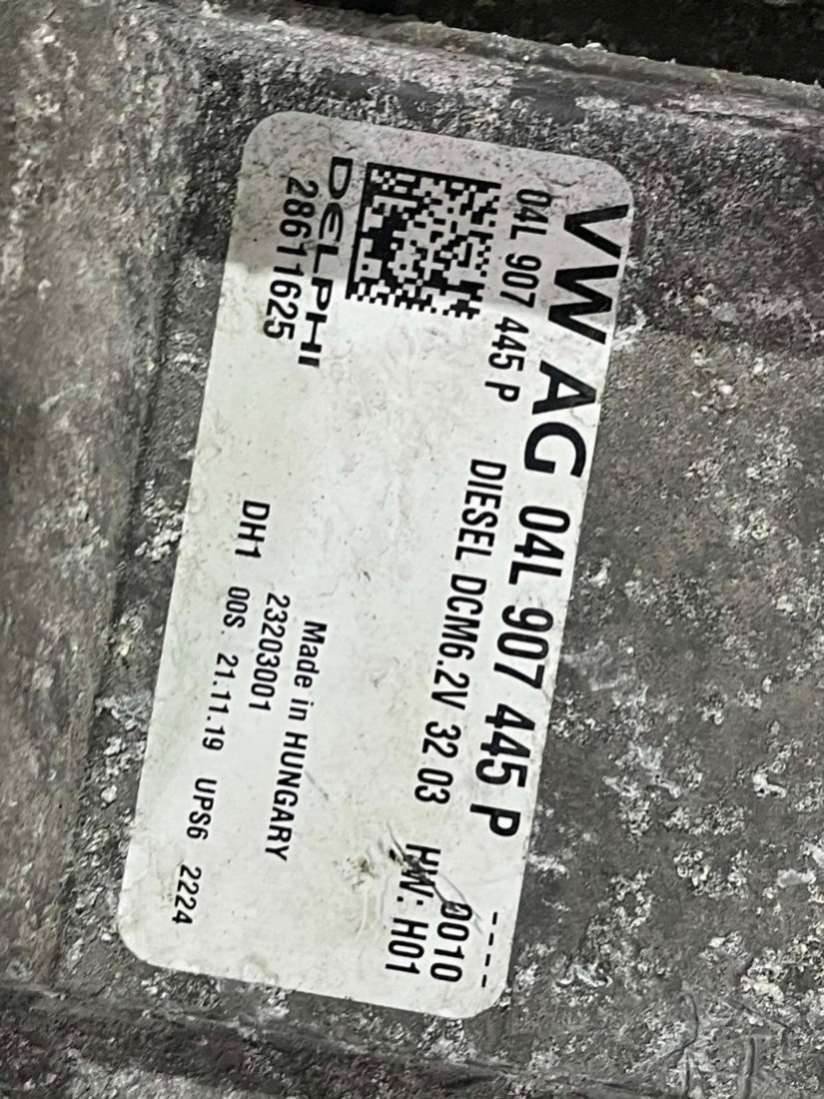 VW AG 04L 907 445 P ----
04L 907 445 P DIESEL DCM6.2V 32 03 0010
HW: H01
DELPHI
28611625
Made in HUNGARY
23203001
DH1 00S. 21.11.19 UPS6 2224